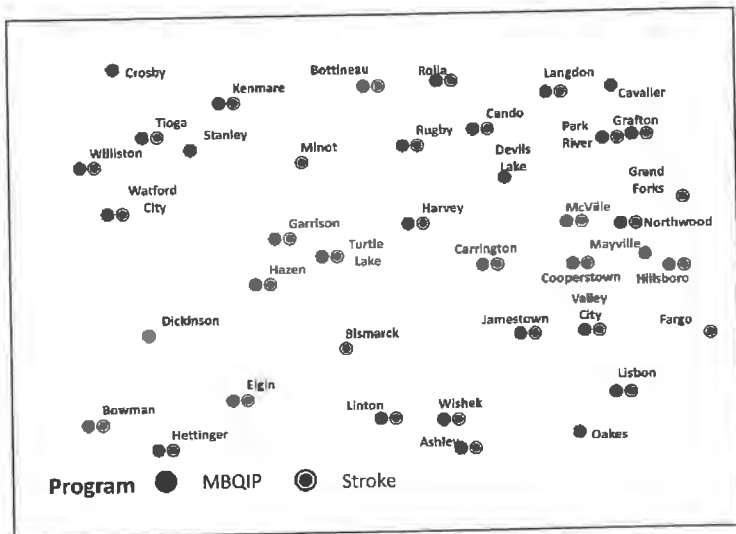 Crosby
Bottineau
Rolla
Langdon
Cavalier
Kenmare
Tioga
Stanley
Williston
Minot
Rugby
Cando
Devils
Lake
Park
River
Grafton
Grand
Forks
Watford
City
Garrison
Harvey
McVille
Northwood
Turtle
Lake
Hazen
Carrington
Mayville
Cooperstown
Hillsboro
Dickinson
Bismarck
Jamestown
Valley
City
Fargo
Elgin
Lisbon
Bowman
Linton
Wishek
Hettinger
Ashley
Oakes
Program MBQIP Stroke